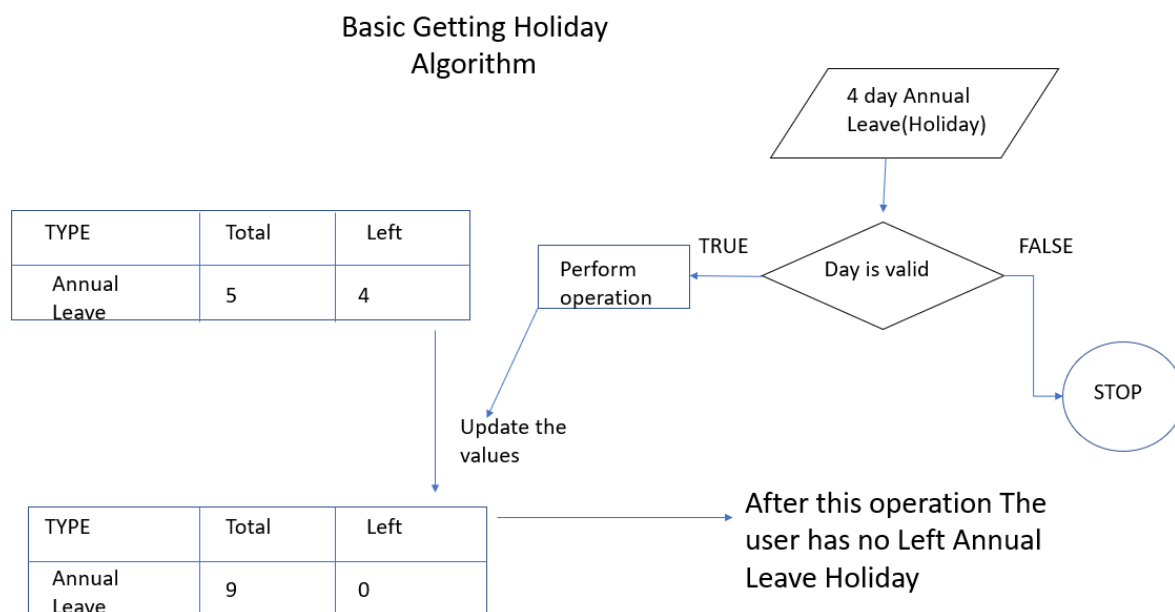 Basic Getting Holiday
Algorithm
4 day Annual
Leave(Holiday)
TYPE Total Left
Annual
Leave 5 4
TRUE
FALSE
Perform
operation
Day is valid
STOP
Update the
values
TYPE Total Left
Annual
Leave 9 0
After this operation The
user has no Left Annual
Leave Holiday